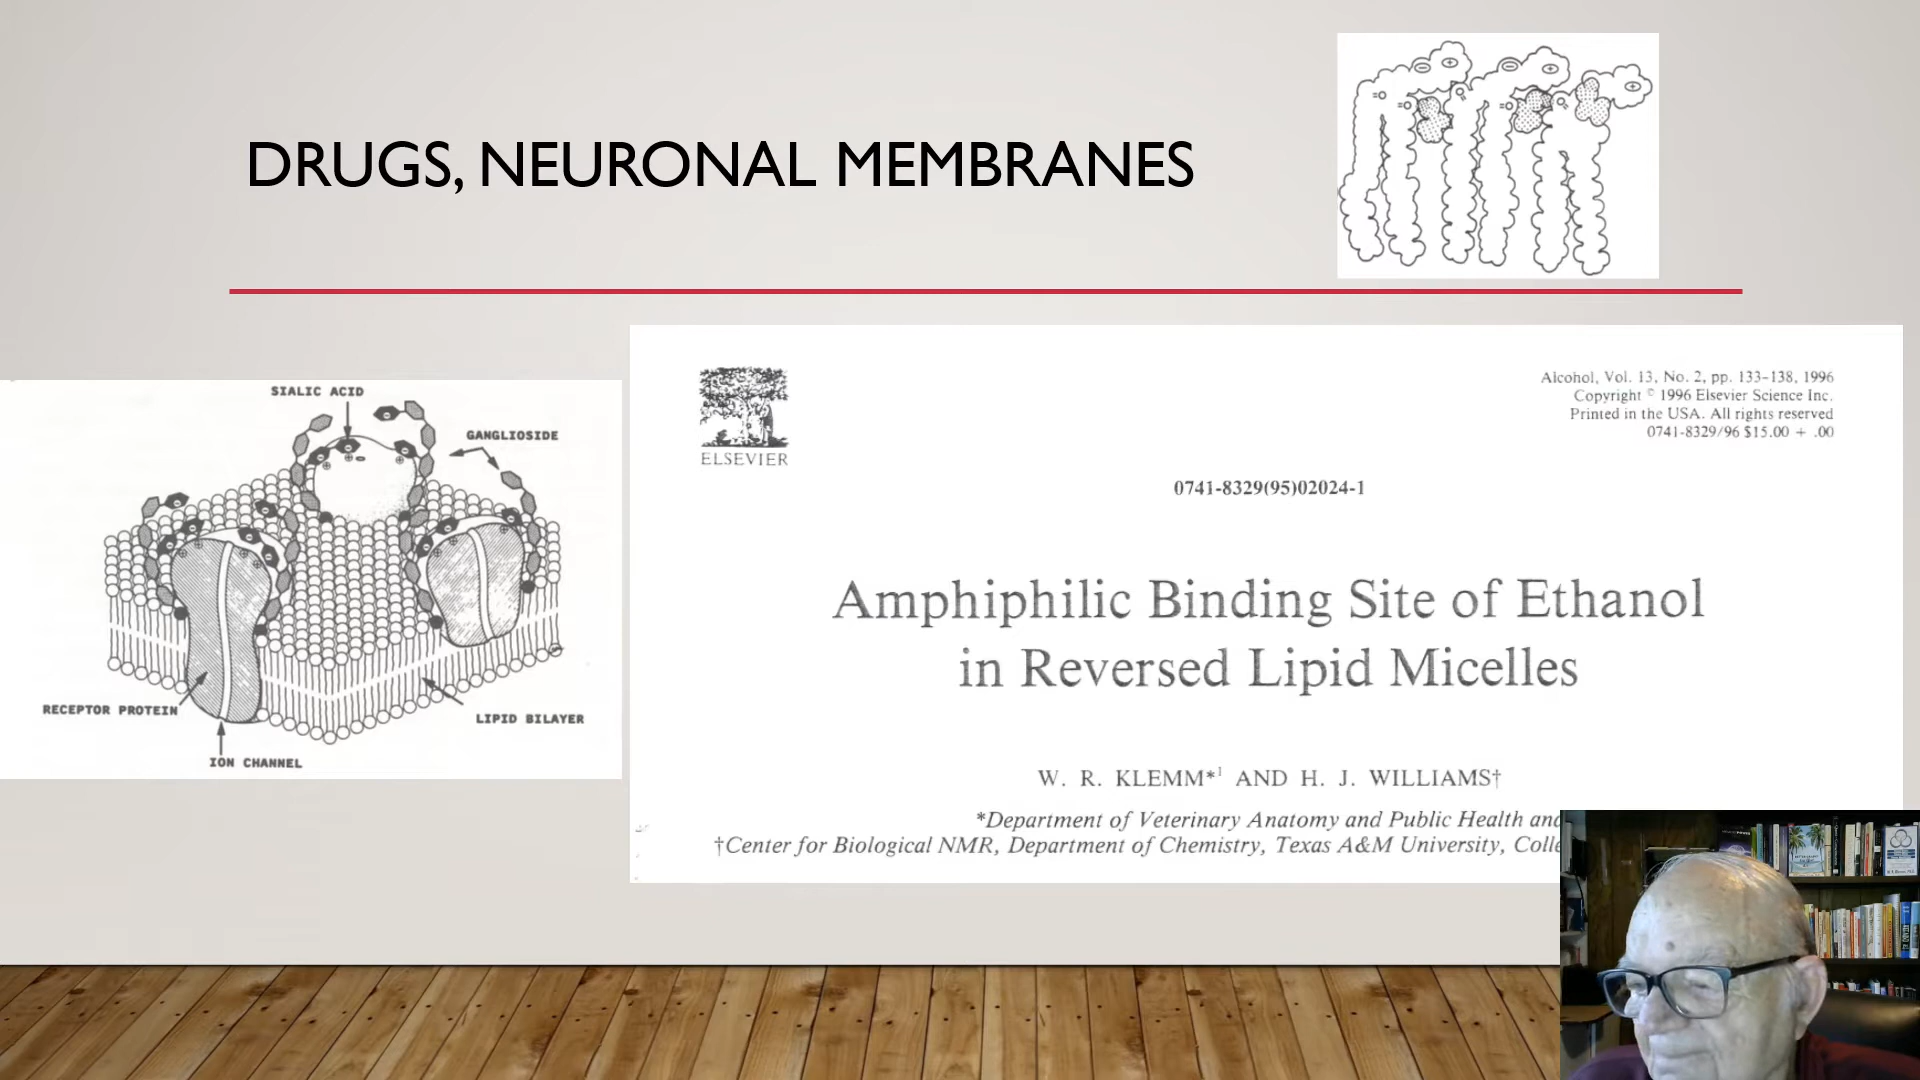 DRUGS, NEURONAL MEMBRANES
SIALIC ACID
GANGLIOSIDE
RECEPTOR PROTEIN
LIPID BILAYER
ION CHANNEL
ELSEVIER
Alcohol, Vol. 13, No. 2, pp. 133–138, 1996
Copyright © 1996 Elsevier Science Inc.
Printed in the USA. All rights reserved
0741-8329/96 $15.00 + .00
0741-8329(95)02024-1
Amphiphilic Binding Site of Ethanol
in Reversed Lipid Micelles
W. R. KLEMM*¹ AND H. J. WILLIAMS†
*Department of Veterinary Anatomy and Public Health and
†Center for Biological NMR, Department of Chemistry, Texas A&M University, Colle